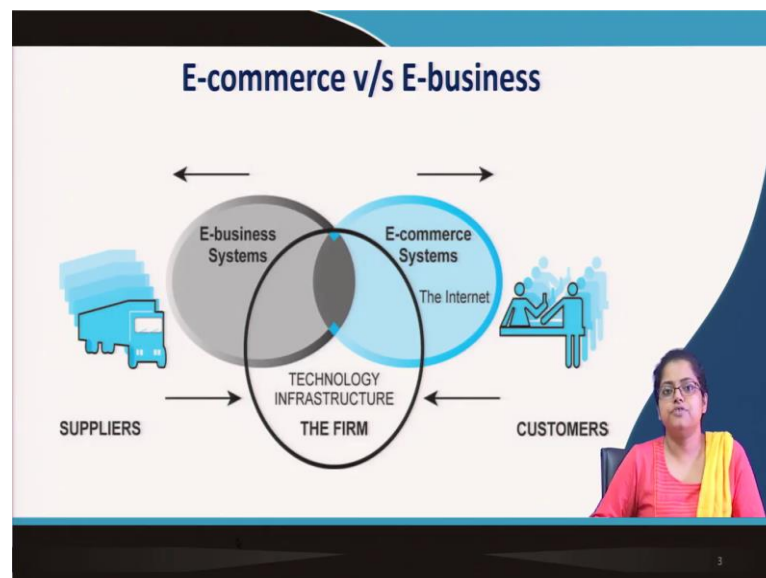 E-commerce v/s E-business
E-business
Systems
E-commerce
Systems
The Internet
TECHNOLOGY
INFRASTRUCTURE
THE FIRM
SUPPLIERS
CUSTOMERS
3